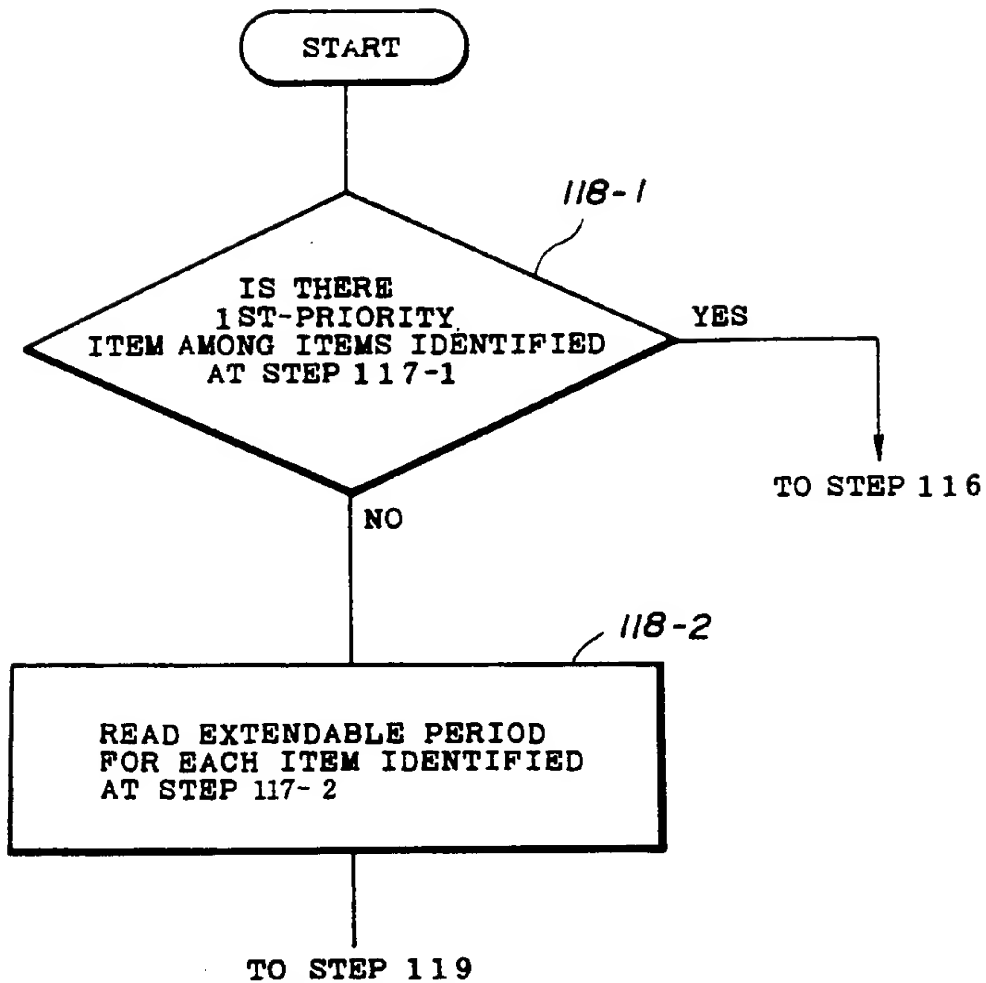 START
118-1
IS THERE
1ST-PRIORITY
ITEM AMONG ITEMS IDENTIFIED
AT STEP 117-1
YES
TO STEP 116
NO
118-2
READ EXTENDABLE PERIOD
FOR EACH ITEM IDENTIFIED
AT STEP 117-2
TO STEP 119